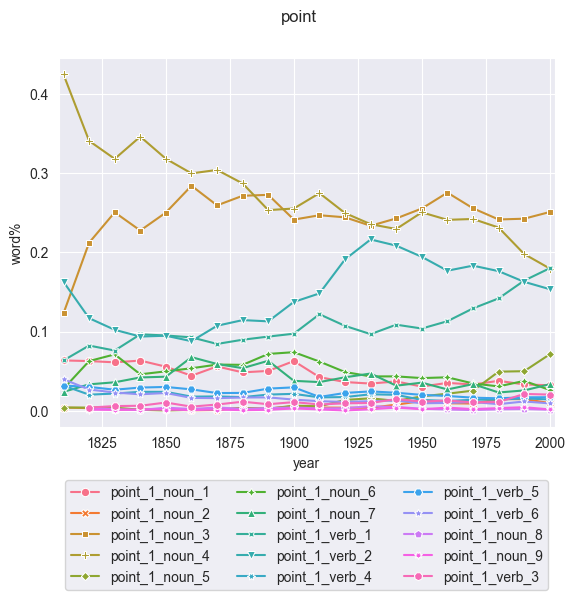 point
0.4
0.3
0.2
0.1
0.0
word%
1825 1850 1875 1900 1925 1950 1975 2000
year
point_1_noun_1 point_1_noun_6 point_1_verb_5
point_1_noun_2 point_1_noun_7 point_1_verb_6
point_1_noun_3 point_1_verb_1 point_1_noun_8
point_1_noun_4 point_1_verb_2 point_1_noun_9
point_1_noun_5 point_1_verb_4 point_1_verb_3